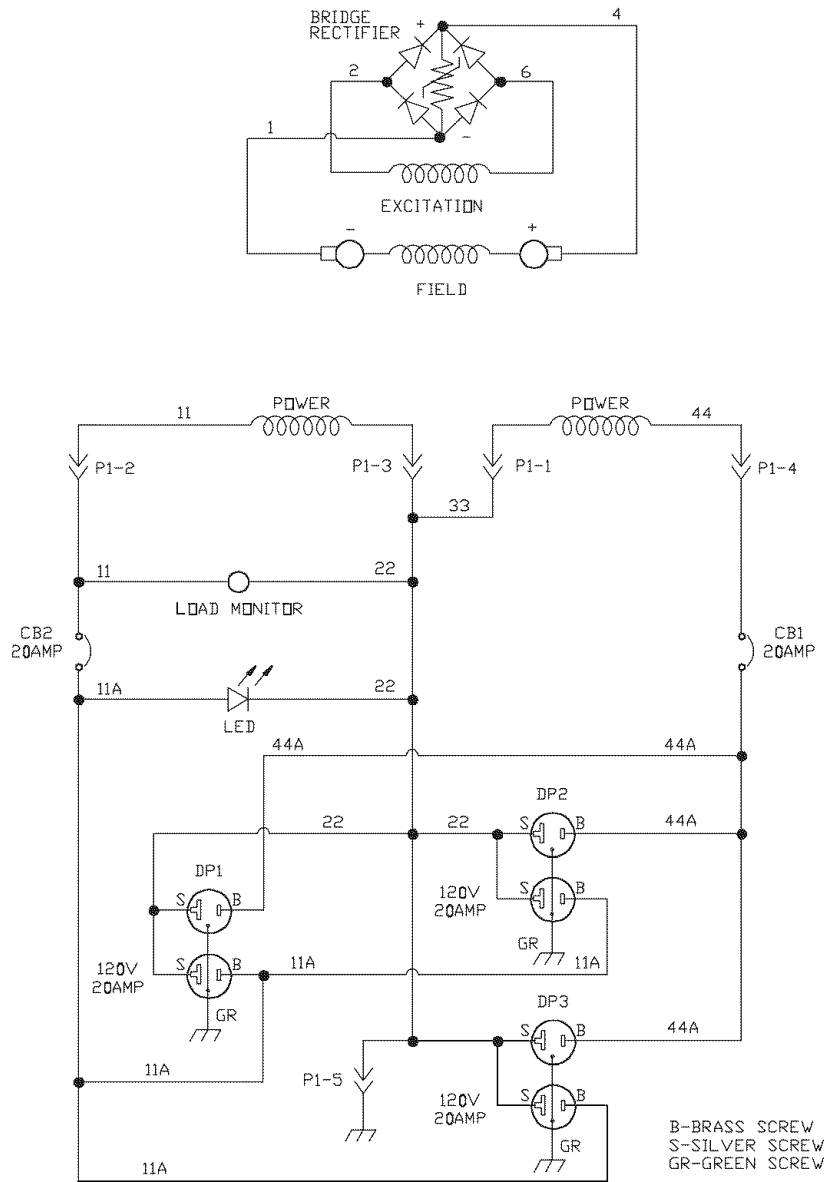 BRIDGE
RECTIFIER
+
4
2
6
1
-
EXCITATION
-
+
FIELD
11
POWER
POWER
44
P1-2
P1-3
P1-1
P1-4
33
11
22
LOAD MONITOR
CB2
20AMP
CB1
20AMP
11A
22
LED
44A
44A
DP2
22
22
S
B
44A
DP1
S
B
120V
20AMP
S
B
GR
120V
20AMP
S
B
11A
11A
GR
DP3
S
B
44A
11A
P1-5
120V
20AMP
S
B
GR
11A
B-BRASS SCREW
S-SILVER SCREW
GR-GREEN SCREW